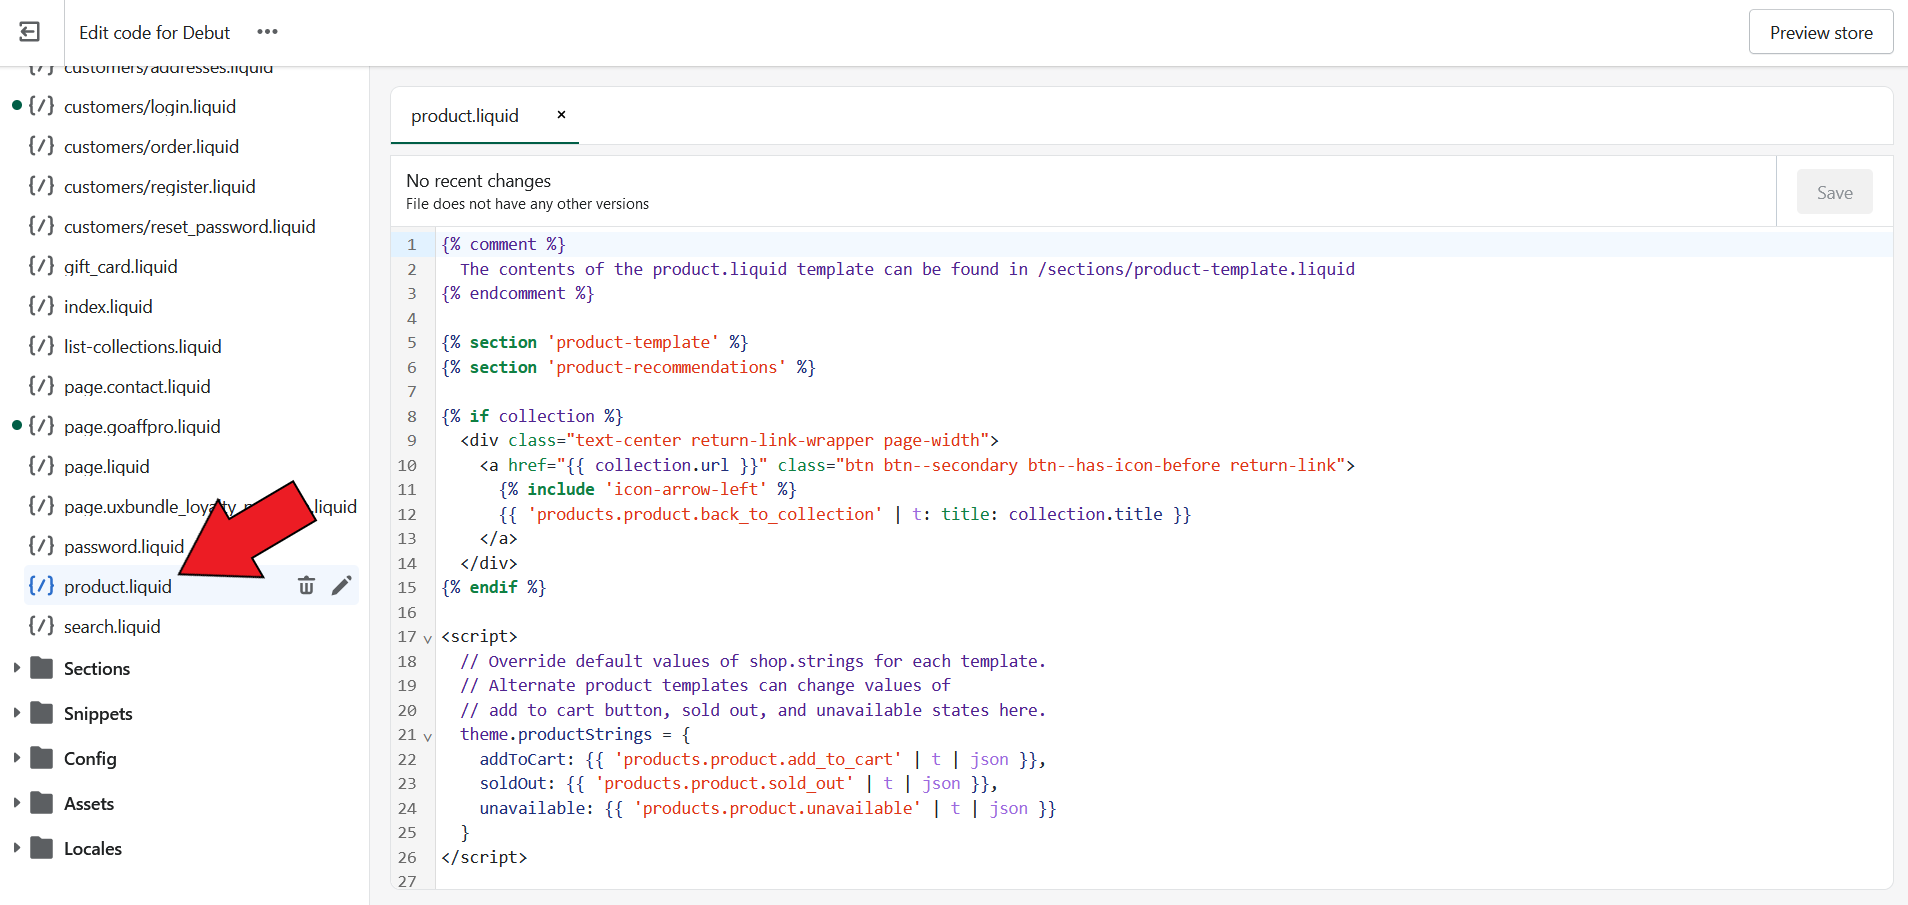 Edit code for Debut
Preview store
customers/addresses.liquid
customers/login.liquid
customers/order.liquid
customers/register.liquid
customers/reset_password.liquid
gift_card.liquid
index.liquid
list-collections.liquid
page.contact.liquid
page.goaffpro.liquid
page.liquid
page.uxbundle_loyalty .liquid
password.liquid
product.liquid
search.liquid
Sections
Snippets
Config
Assets
Locales
product.liquid ×
No recent changes
File does not have any other versions
Save
1 {% comment %}
2   The contents of the product.liquid template can be found in /sections/product-template.liquid
3 {% endcomment %}
4
5 {% section 'product-template' %}
6 {% section 'product-recommendations' %}
7
8 {% if collection %}
9   <div class="text-center return-link-wrapper page-width">
10     <a href="{{ collection.url }}" class="btn btn--secondary btn--has-icon-before return-link">
11       {% include 'icon-arrow-left' %}
12       {{ 'products.product.back_to_collection' | t: title: collection.title }}
13     </a>
14   </div>
15 {% endif %}
16
17 <script>
18   // Override default values of shop.strings for each template.
19   // Alternate product templates can change values of
20   // add to cart button, sold out, and unavailable states here.
21   theme.productStrings = {
22     addToCart: {{ 'products.product.add_to_cart' | t | json }},
23     soldOut: {{ 'products.product.sold_out' | t | json }},
24     unavailable: {{ 'products.product.unavailable' | t | json }}
25   }
26 </script>
27